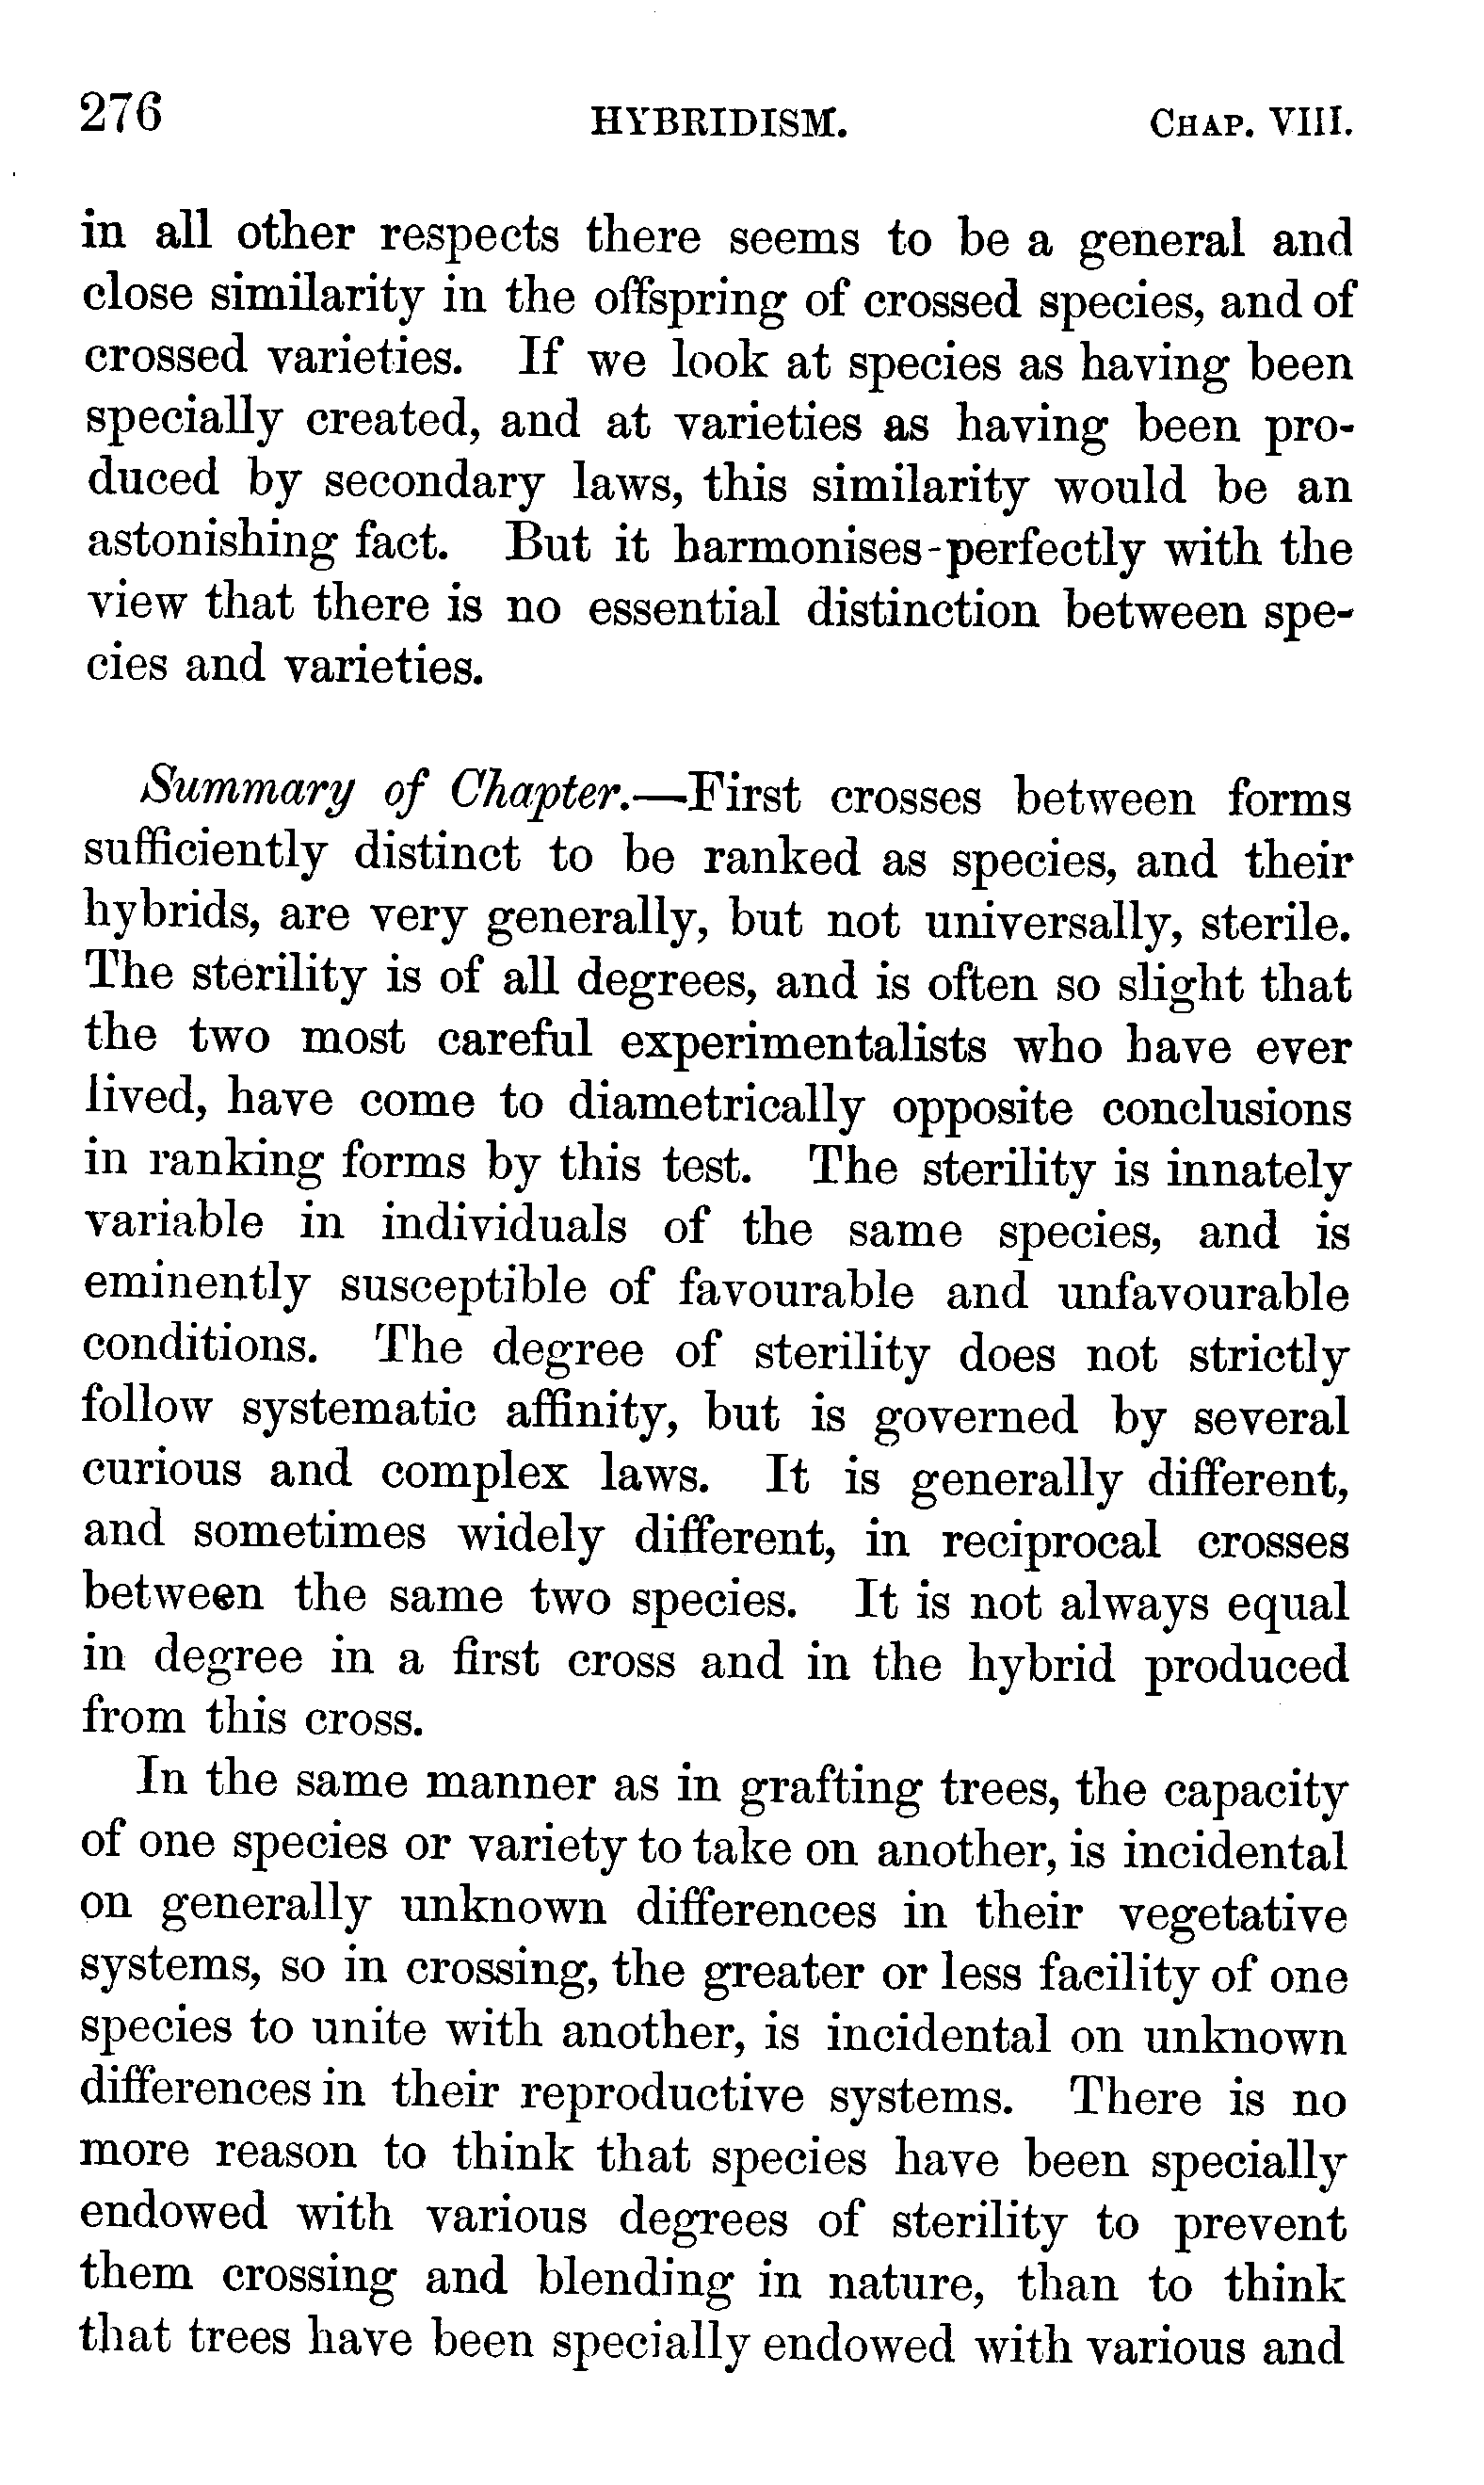 276 HYBRIDISM. CHAP. VIII.
in all other respects there seems to be a general and
close similarity in the offspring of crossed species, and of
crossed varieties. If we look at species as having been
specially created, and at varieties as having been pro-
duced by secondary laws, this similarity would be an
astonishing fact. But it harmonises-perfectly with the
view that there is no essential distinction between spe-
cies and varieties.
Summary of Chapter.—First crosses between forms
sufficiently distinct to be ranked as species, and their
hybrids, are very generally, but not universally, sterile.
The sterility is of all degrees, and is often so slight that
the two most careful experimentalists who have ever
lived, have come to diametrically opposite conclusions
in ranking forms by this test. The sterility is innately
variable in individuals of the same species, and is
eminently susceptible of favourable and unfavourable
conditions. The degree of sterility does not strictly
follow systematic affinity, but is governed by several
curious and complex laws. It is generally different,
and sometimes widely different, in reciprocal crosses
between the same two species. It is not always equal
in degree in a first cross and in the hybrid produced
from this cross.
In the same manner as in grafting trees, the capacity
of one species or variety to take on another, is incidental
on generally unknown differences in their vegetative
systems, so in crossing, the greater or less facility of one
species to unite with another, is incidental on unknown
differences in their reproductive systems. There is no
more reason to think that species have been specially
endowed with various degrees of sterility to prevent
them crossing and blending in nature, than to think
that trees have been specially endowed with various and